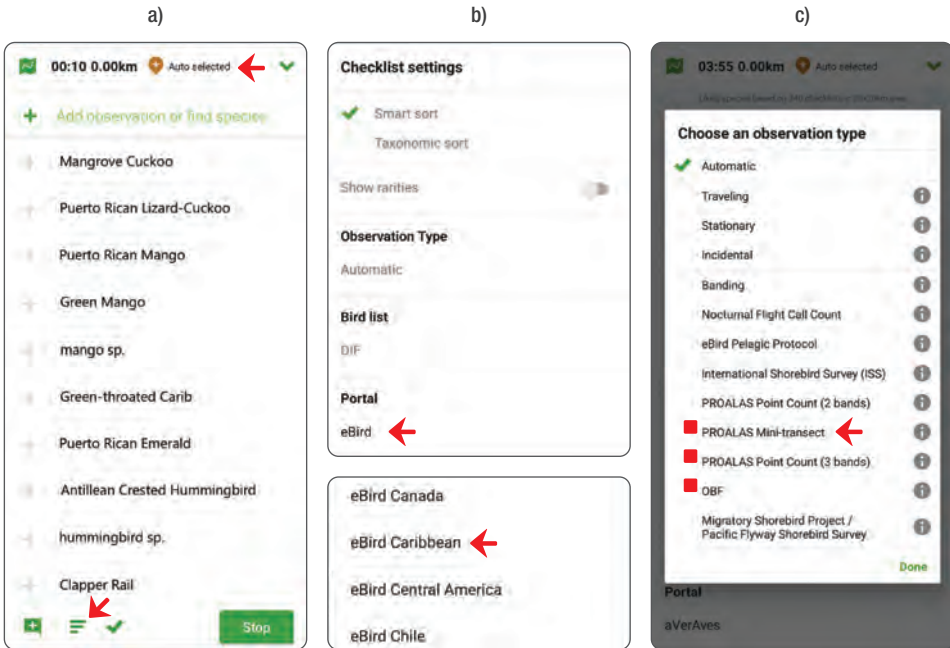 a)
00:10 0.00km Auto selected
Add observation or find species
Mangrove Cuckoo
Puerto Rican Lizard-Cuckoo
Puerto Rican Mango
Green Mango
mango sp.
Green-throated Carib
Puerto Rican Emerald
Antillean Crested Hummingbird
hummingbird sp.
Clapper Rail
Stop
b)
Checklist settings
Smart sort
Taxonomic sort
Show rarities
Observation Type
Automatic
Bird list
DIF
Portal
eBird
eBird Canada
eBird Caribbean
eBird Central America
eBird Chile
c)
03:55 0.00km Auto selected
Choose an observation type
Automatic
Traveling
Stationary
Incidental
Banding
Nocturnal Flight Call Count
eBird Pelagic Protocol
International Shorebird Survey (ISS)
PROALAS Point Count (2 bands)
PROALAS Mini-transect
PROALAS Point Count (3 bands)
OBF
Migratory Shorebird Project /
Pacific Flyway Shorebird Survey
Done
Portal
aVerAves